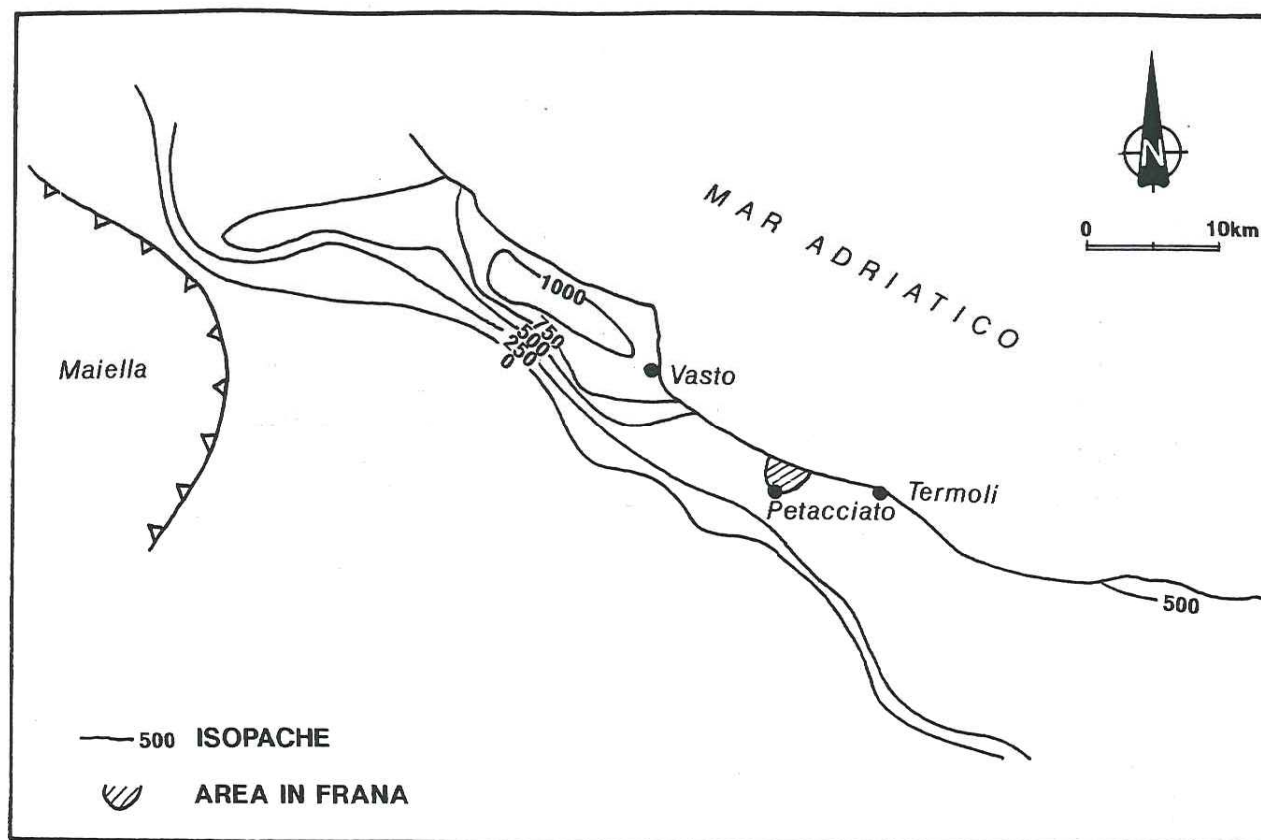 N
0 10km
MAR ADRIATICO
1000
750
500
250
0
Maiella
Vasto
Termoli
Petacciato
500
500 ISOPACHE
AREA IN FRANA